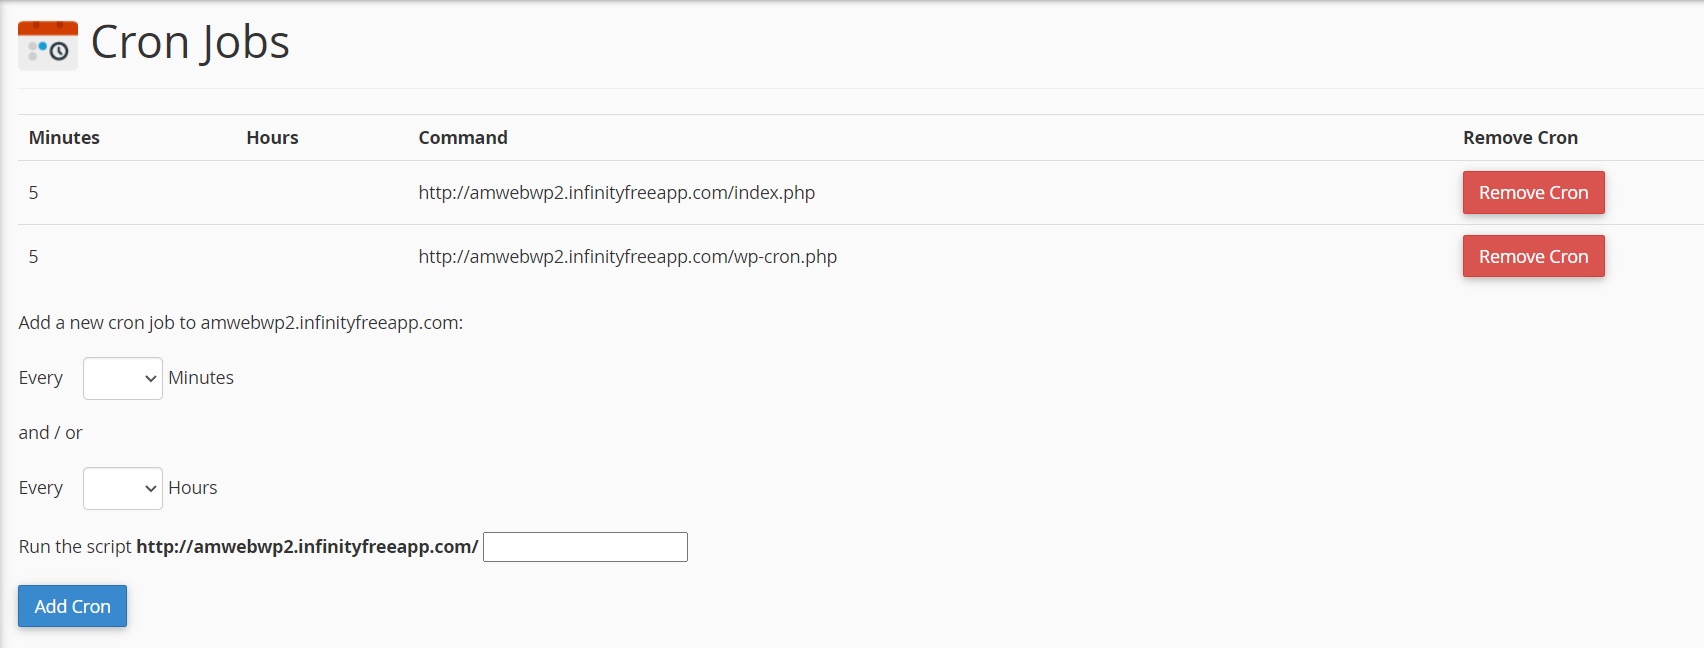 Cron Jobs
Minutes Hours Command Remove Cron
5 http://amwebwp2.infinityfreeapp.com/index.php Remove Cron
5 http://amwebwp2.infinityfreeapp.com/wp-cron.php Remove Cron
Add a new cron job to amwebwp2.infinityfreeapp.com:
Every Minutes
and / or
Every Hours
Run the script http://amwebwp2.infinityfreeapp.com/
Add Cron